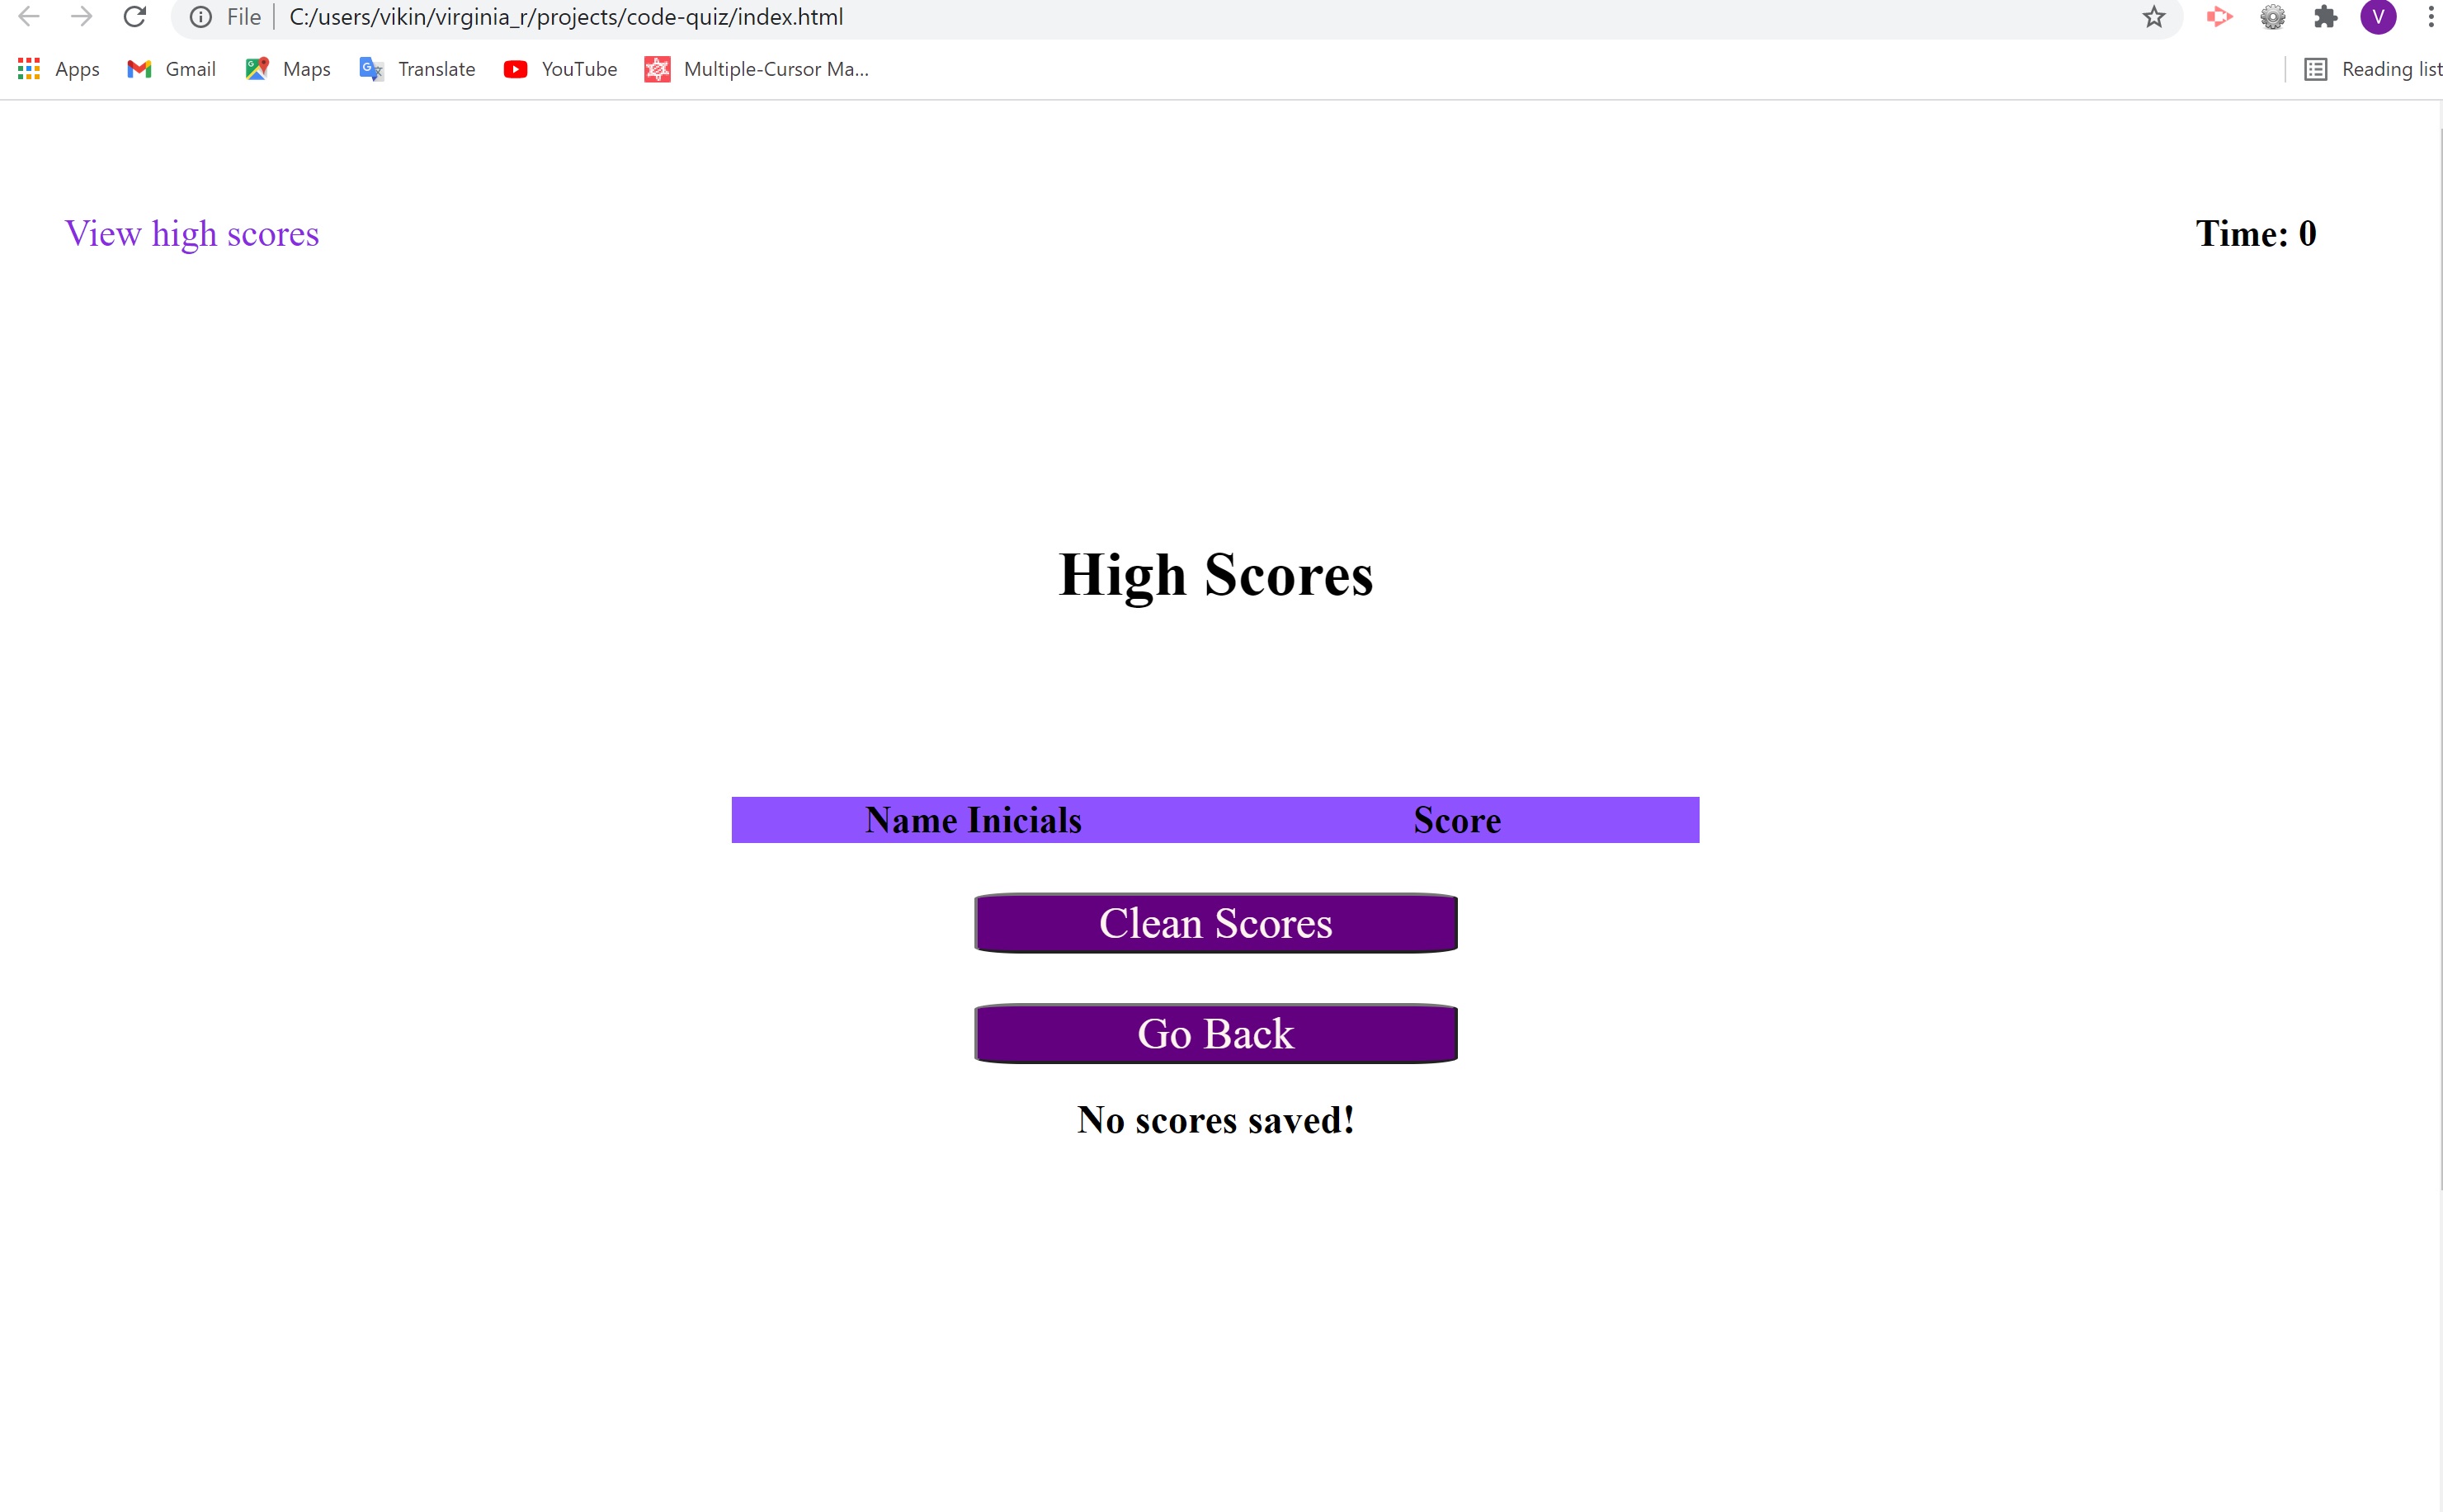 File C:/users/vikin/virginia_r/projects/code-quiz/index.html V
Apps Gmail Maps Translate YouTube Multiple-Cursor Ma... Reading list
View high scores Time: 0
High Scores
Name Inicials Score
Clean Scores
Go Back
No scores saved!